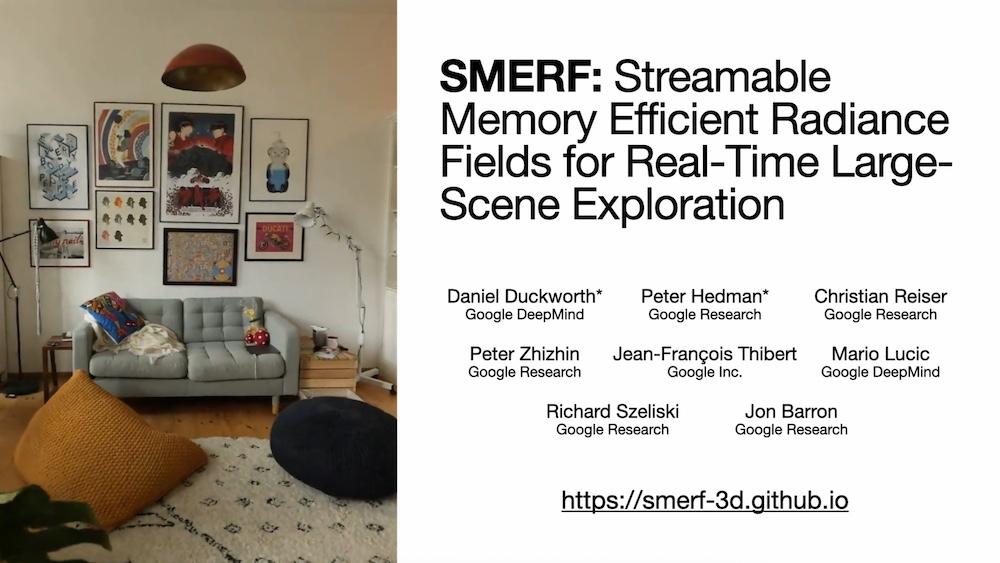 SMERF: Streamable
Memory Efficient Radiance
Fields for Real-Time Large-
Scene Exploration
Daniel Duckworth* Peter Hedman* Christian Reiser
Google DeepMind Google Research Google Research
Peter Zhizhin Jean-François Thibert Mario Lucic
Google Research Google Inc. Google DeepMind
Richard Szeliski Jon Barron
Google Research Google Research
https://smerf-3d.github.io
DUCATI